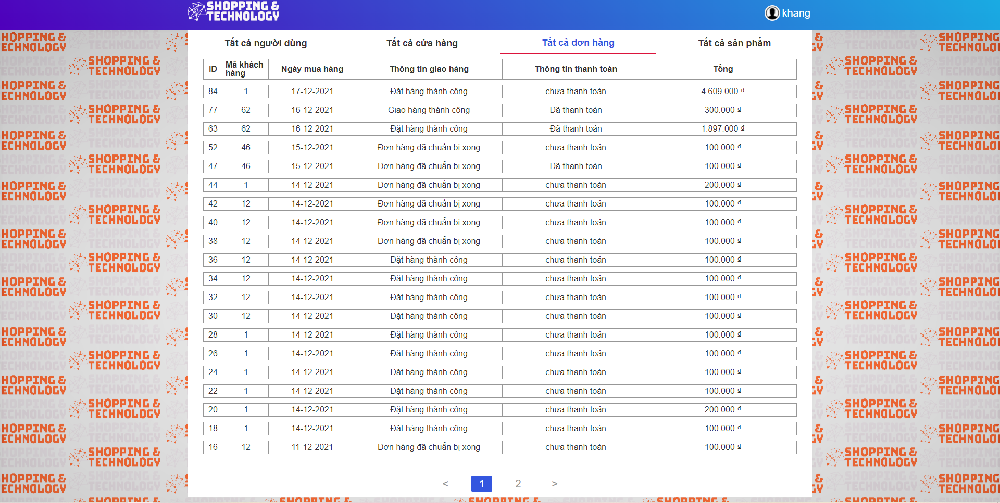 SHOPPING &
TECHNOLOGY
khang
Tất cả người dùng Tất cả cửa hàng Tất cả đơn hàng Tất cả sản phẩm
ID Mã khách hàng Ngày mua hàng Thông tin giao hàng Thông tin thanh toán Tổng
84 1 17-12-2021 Đặt hàng thành công chưa thanh toán 4.609.000 ₫
77 62 16-12-2021 Giao hàng thành công Đã thanh toán 300.000 ₫
63 62 16-12-2021 Đặt hàng thành công Đã thanh toán 1.897.000 ₫
52 46 15-12-2021 Đơn hàng đã chuẩn bị xong chưa thanh toán 100.000 ₫
47 46 15-12-2021 Đơn hàng đã chuẩn bị xong Đã thanh toán 100.000 ₫
44 1 14-12-2021 Đơn hàng đã chuẩn bị xong chưa thanh toán 200.000 ₫
42 12 14-12-2021 Đơn hàng đã chuẩn bị xong chưa thanh toán 100.000 ₫
40 12 14-12-2021 Đơn hàng đã chuẩn bị xong chưa thanh toán 100.000 ₫
38 12 14-12-2021 Đơn hàng đã chuẩn bị xong chưa thanh toán 100.000 ₫
36 12 14-12-2021 Đặt hàng thành công chưa thanh toán 100.000 ₫
34 12 14-12-2021 Đặt hàng thành công chưa thanh toán 100.000 ₫
32 12 14-12-2021 Đặt hàng thành công chưa thanh toán 100.000 ₫
30 12 14-12-2021 Đặt hàng thành công chưa thanh toán 100.000 ₫
28 1 14-12-2021 Đặt hàng thành công chưa thanh toán 100.000 ₫
26 1 14-12-2021 Đặt hàng thành công chưa thanh toán 100.000 ₫
24 1 14-12-2021 Đặt hàng thành công chưa thanh toán 100.000 ₫
22 1 14-12-2021 Đặt hàng thành công chưa thanh toán 100.000 ₫
20 1 14-12-2021 Đặt hàng thành công chưa thanh toán 200.000 ₫
18 1 14-12-2021 Đặt hàng thành công chưa thanh toán 100.000 ₫
16 12 11-12-2021 Đơn hàng đã chuẩn bị xong chưa thanh toán 100.000 ₫
< 1 2 >